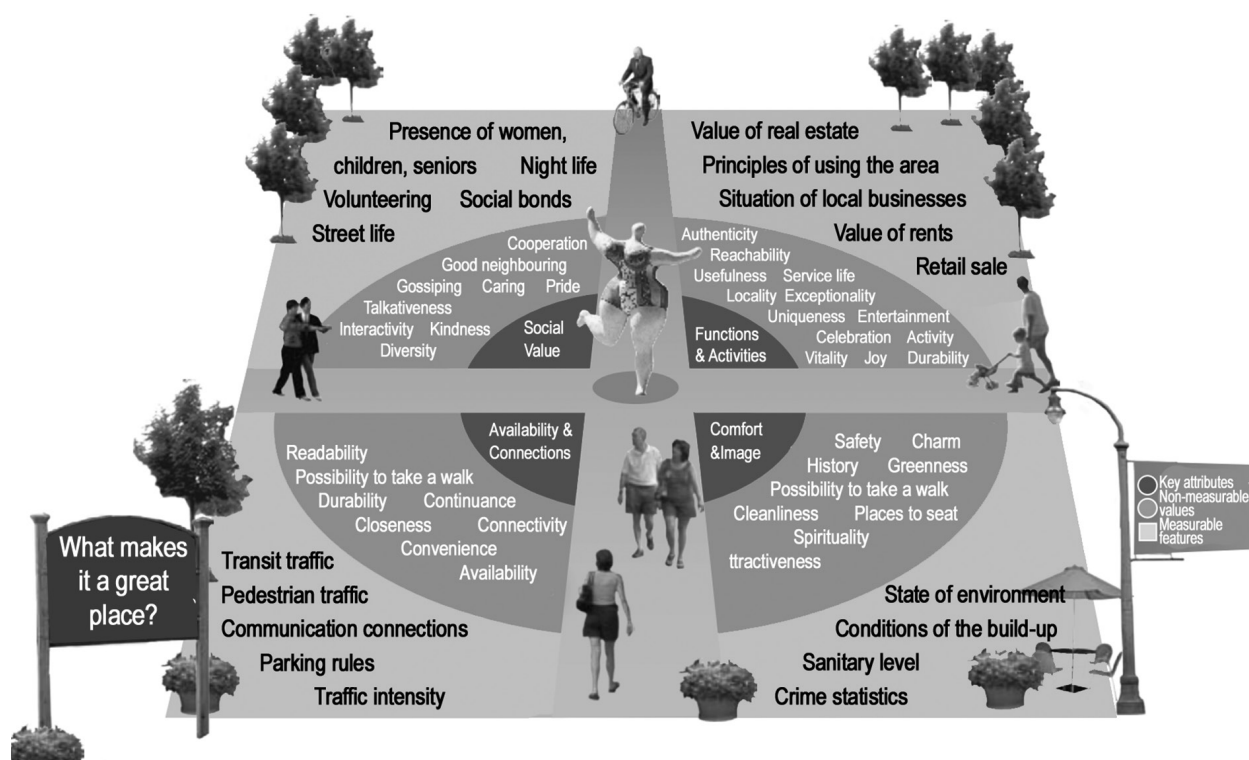 Presence of women,
children, seniors Night life
Volunteering Social bonds
Street life
Value of real estate
Principles of using the area
Situation of local businesses
Value of rents
Retail sale
Cooperation
Good neighbouring
Gossiping Caring Pride
Talkativeness
Interactivity Kindness
Diversity
Social
Value
Authenticity
Reachability
Usefulness Service life
Locality Exceptionality
Uniqueness Entertainment
Celebration Activity
Vitality Joy Durability
Functions
& Activities
Availability &
Connections
Readability
Possibility to take a walk
Durability Continuance
Closeness Connectivity
Convenience
Availability
Comfort
&Image
Safety Charm
History Greenness
Possibility to take a walk
Cleanliness Places to seat
Spirituality
ttractiveness
Key attributes
Non-measurable
values
Measurable
features
What makes
it a great
place?
Transit traffic
Pedestrian traffic
Communication connections
Parking rules
Traffic intensity
State of environment
Conditions of the build-up
Sanitary level
Crime statistics